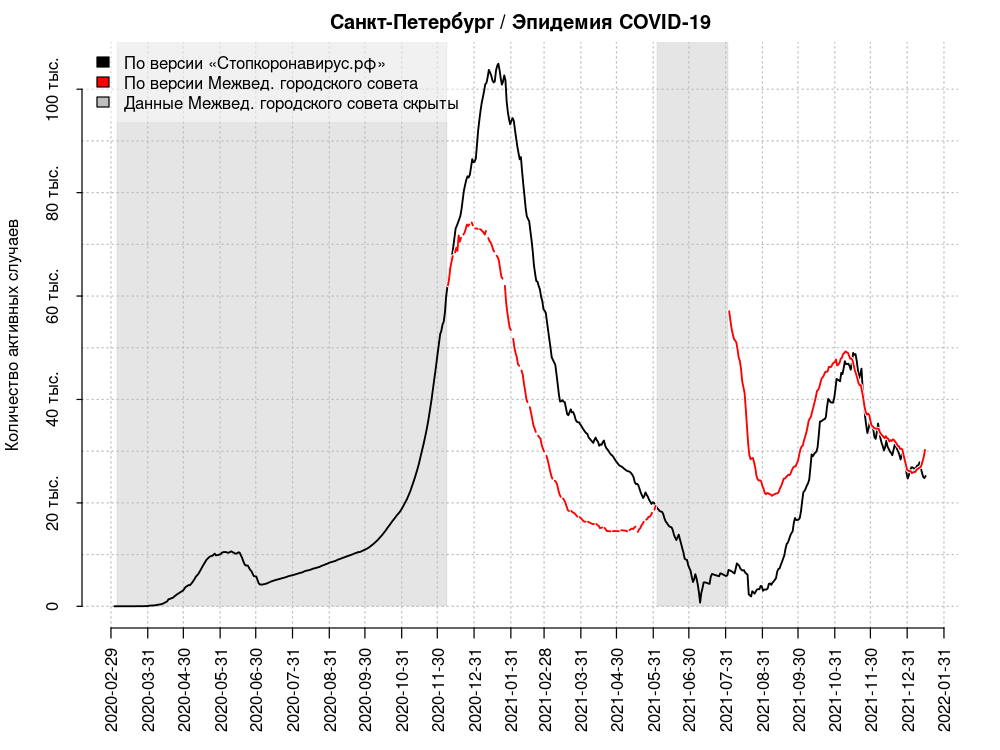 Санкт-Петербург / Эпидемия COVID-19
По версии «Стопкоронавирус.рф»
По версии Межвед. городского совета
Данные Межвед. городского совета скрыты
Количество активных случаев
100 тыс.
80 тыс.
60 тыс.
40 тыс.
20 тыс.
0
2020-02-29
2020-03-31
2020-04-30
2020-05-31
2020-06-30
2020-07-31
2020-08-31
2020-09-30
2020-10-31
2020-11-30
2020-12-31
2021-01-31
2021-02-28
2021-03-31
2021-04-30
2021-05-31
2021-06-30
2021-07-31
2021-08-31
2021-09-30
2021-10-31
2021-11-30
2021-12-31
2022-01-31